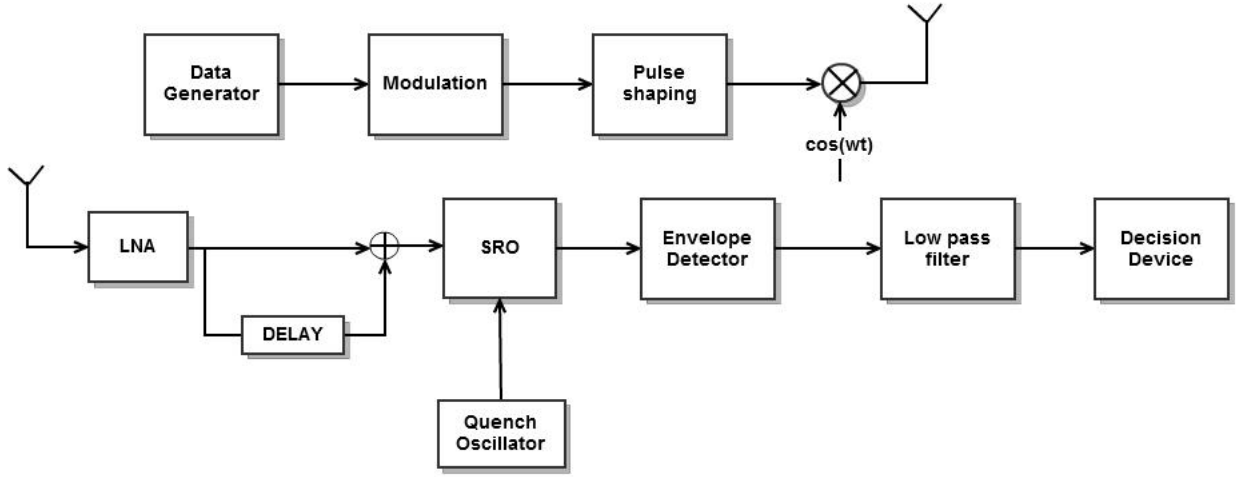 Data
Generator
Modulation
Pulse
shaping
cos(wt)
LNA
SRO
Envelope
Detector
Low pass
filter
Decision
Device
DELAY
Quench
Oscillator